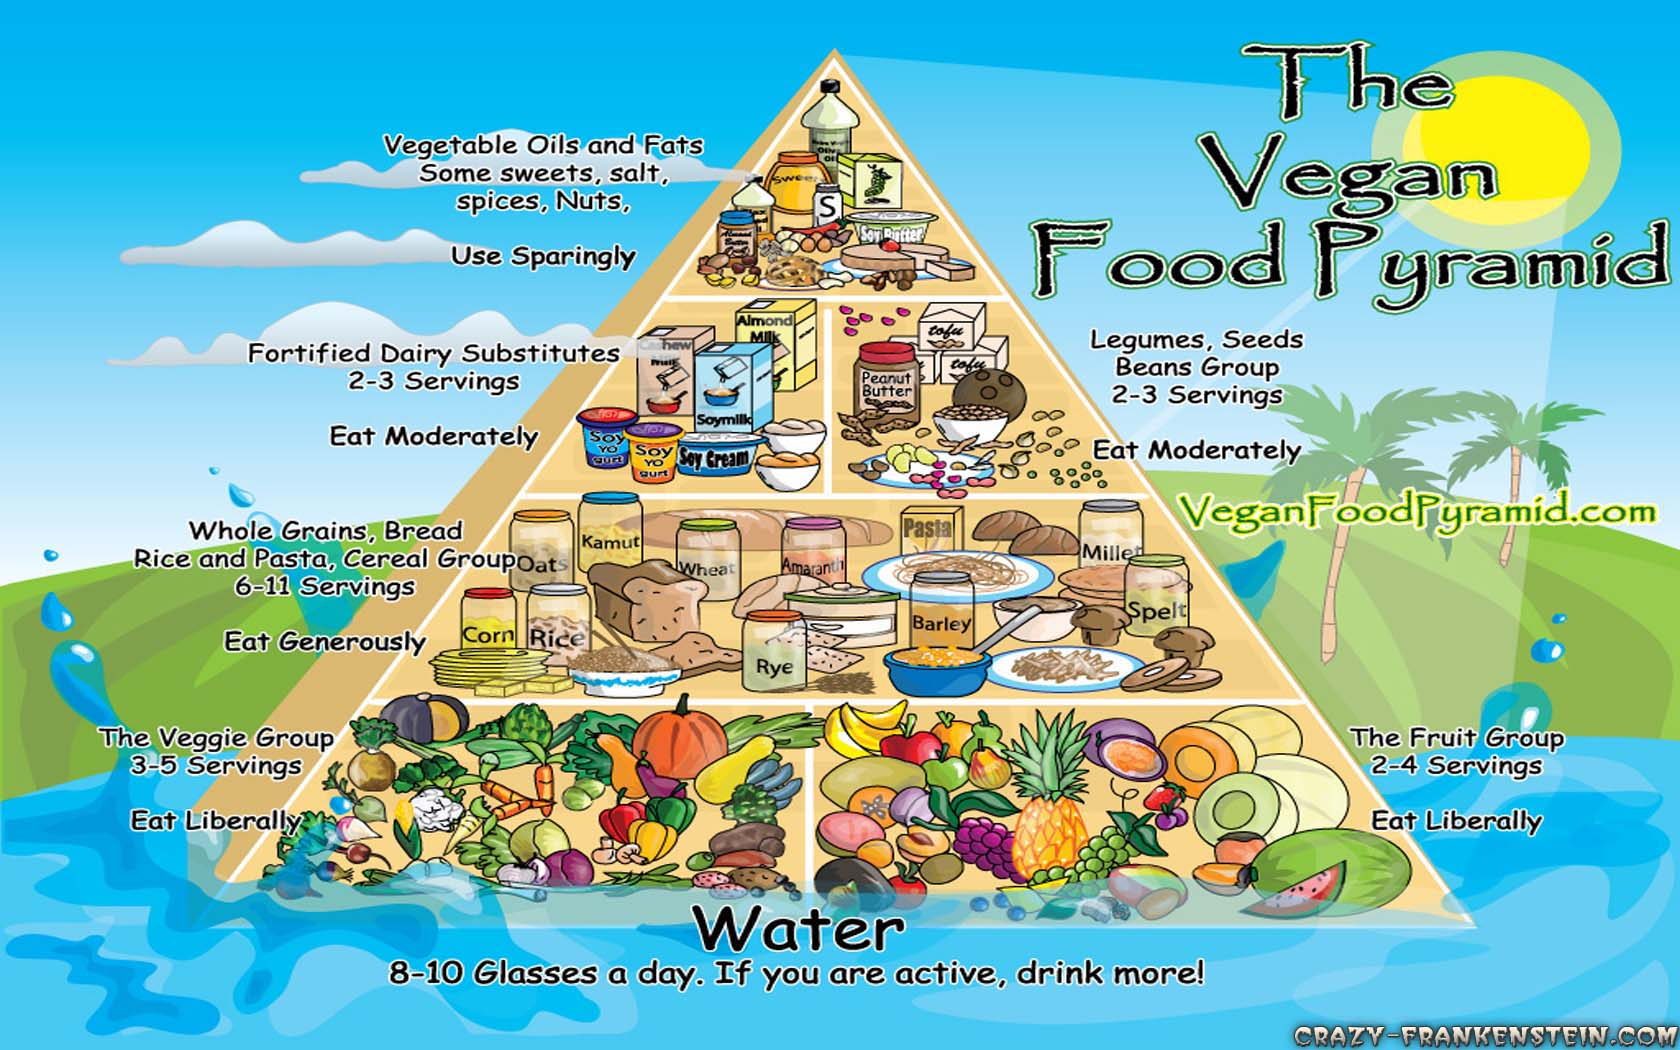 The
Vegan
Food Pyramid
Vegetable Oils and Fats
Some sweets, salt,
spices, Nuts,
Use Sparingly
Sweet
S
Soy Butter
Almond
Butter
Fortified Dairy Substitutes
2-3 Servings
Eat Moderately
Almond
Milk
Cashew
Milk
Soymilk
Soy
YO
gurt
Soy
YO
gurt
Soy Cream
Legumes, Seeds
Beans Group
2-3 Servings
Eat Moderately
tofu
tofu
Peanut
Butter
VeganFoodPyramid.com
Whole Grains, Bread
Rice and Pasta, Cereal Group
6-11 Servings
Eat Generously
Oats
Kamut
Wheat
Amaranth
Pasta
Millet
Spelt
Corn
Rice
Rye
Barley
The Veggie Group
3-5 Servings
Eat Liberally
The Fruit Group
2-4 Servings
Eat Liberally
Water
8-10 Glasses a day. If you are active, drink more!
CRAZY-FRANKENSTEIN.COM